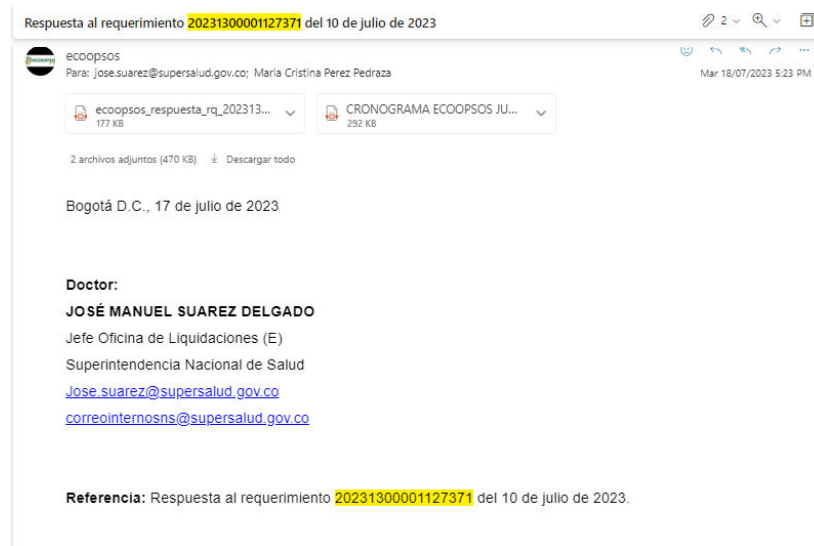 Respuesta al requerimiento 20231300001127371 del 10 de julio de 2023
2
ecoopsos
Para: jose.suarez@supersalud.gov.co; Maria Cristina Perez Pedraza
Mar 18/07/2023 5:23 PM
ecoopsos_respuesta_rq_202313...
177 KB
CRONOGRAMA ECOOPSOS JU...
292 KB
2 archivos adjuntos (470 KB) Descargar todo
Bogotá D.C., 17 de julio de 2023
Doctor:
JOSÉ MANUEL SUAREZ DELGADO
Jefe Oficina de Liquidaciones (E)
Superintendencia Nacional de Salud
Jose.suarez@supersalud.gov.co
correointernosns@supersalud.gov.co
Referencia: Respuesta al requerimiento 20231300001127371 del 10 de julio de 2023.